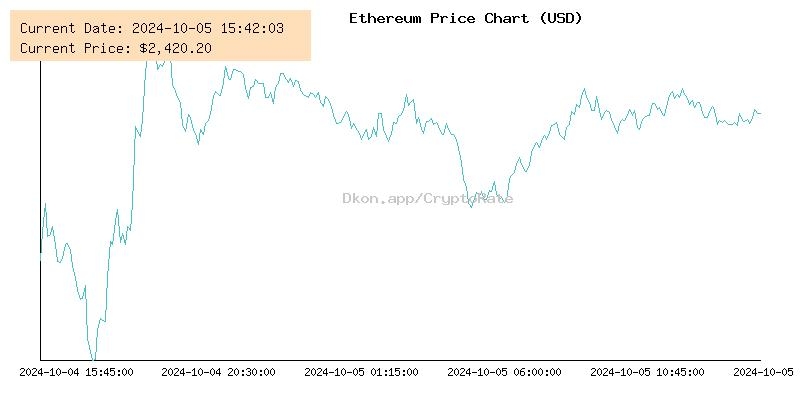 Ethereum Price Chart (USD)
Current Date: 2024-10-05 15:42:03
Current Price: $2,420.20
Dkon.app/CryptoRate
2024-10-04 15:45:00 2024-10-04 20:30:00 2024-10-05 01:15:00 2024-10-05 06:00:00 2024-10-05 10:45:00 2024-10-05